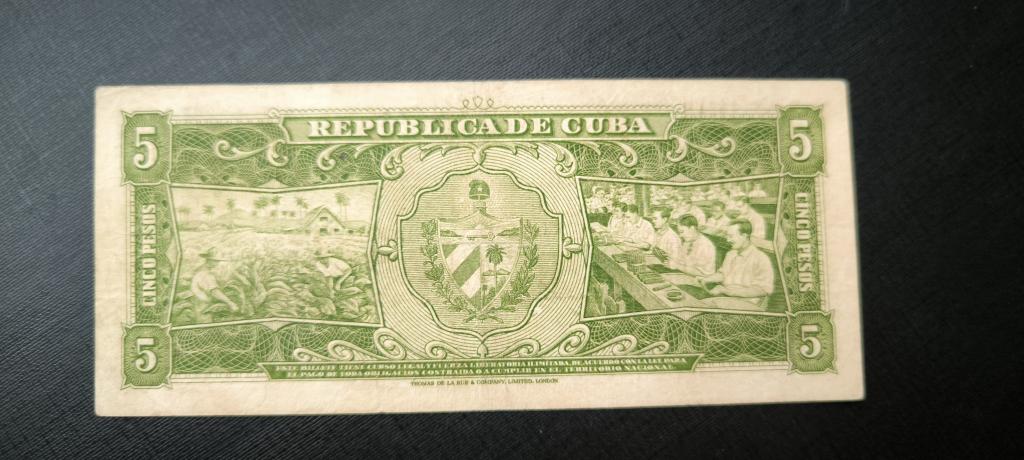 5
5
REPUBLICA DE CUBA
CINCO PESOS
CINCO PESOS
5
5
ESTE BILLETE TIENE CURSO LEGAL Y FUERZA LIBERATORIA ILIMITADA, DE ACUERDO CON LA LEY, PARA
EL PAGO DE TODA OBLIGACION CONTRAIDA O A CUMPLIR EN EL TERRITORIO NACIONAL
THOMAS DE LA RUE & COMPANY, LIMITED, LONDON